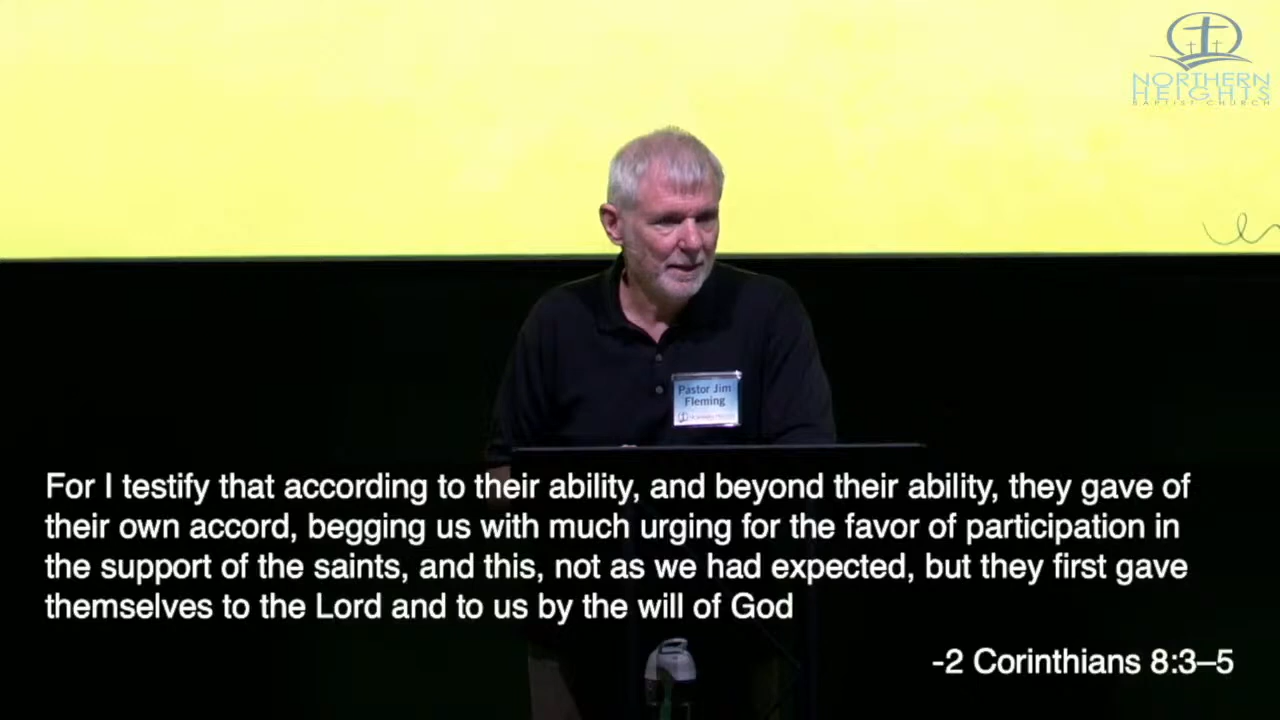 NORTHERN
HEIGHTS
BAPTIST CHURCH
Pastor Jim
Fleming
For I testify that according to their ability, and beyond their ability, they gave of
their own accord, begging us with much urging for the favor of participation in
the support of the saints, and this, not as we had expected, but they first gave
themselves to the Lord and to us by the will of God
-2 Corinthians 8:3–5